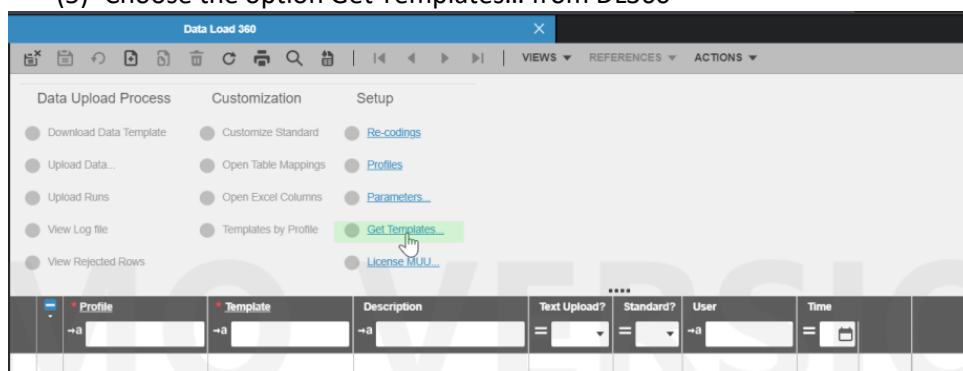 (3) Choose the option Get Templates... from DL360
Data Load 360
VIEWS REFERENCES ACTIONS
Data Upload Process Customization Setup
Download Data Template Customize Standard Re-codings
Upload Data... Open Table Mappings Profiles
Upload Runs Open Excel Columns Parameters...
View Log file Templates by Profile Get Templates...
View Rejected Rows License MUU...
* Profile * Template Description Text Upload? Standard? User Time
→a →a →a = = →a =
MO VERSIO